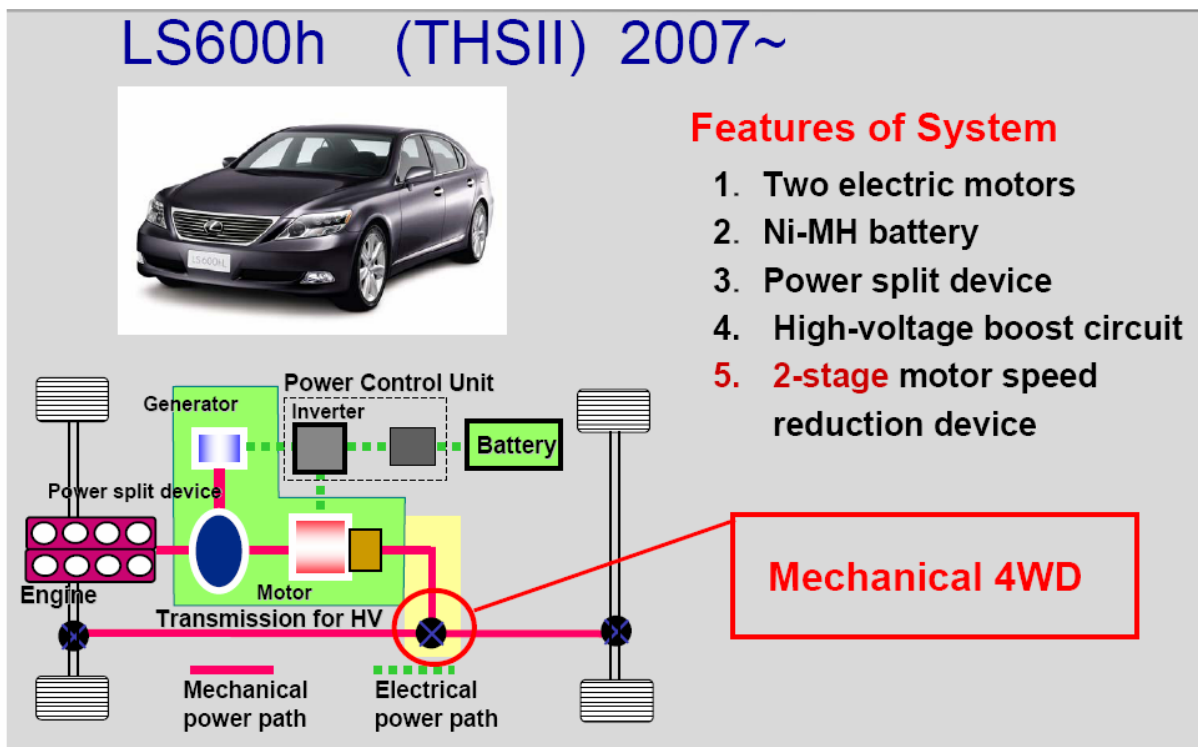 LS600h (THSII) 2007~
LS600HL
Features of System
1. Two electric motors
2. Ni-MH battery
3. Power split device
4. High-voltage boost circuit
5. 2-stage motor speed
reduction device
Power Control Unit
Generator
Inverter
Battery
Power split device
Engine
Motor
Transmission for HV
Mechanical 4WD
Mechanical
power path
Electrical
power path